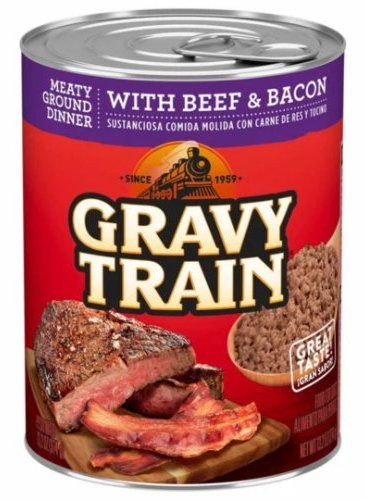 MEATY
GROUND
DINNER
WITH BEEF & BACON
SUSTANCIOSA COMIDA MOLIDA CON CARNE DE RES Y TOCINO
SINCE 1959
GRAVY
TRAIN
GREAT
TASTE!
¡GRAN SABOR!